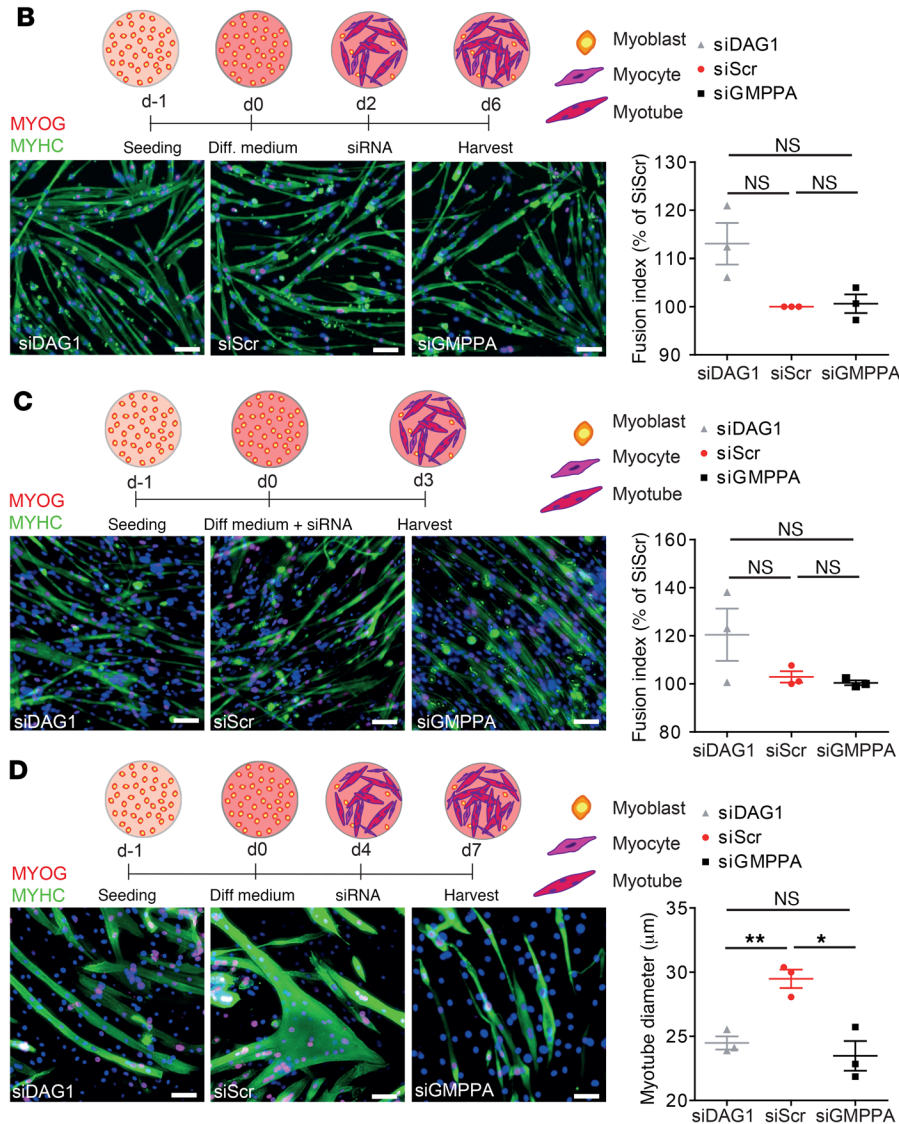 B
d-1 d0 d2 d6
MYOG
MYHC
Seeding Diff. medium siRNA Harvest
siDAG1 siScr siGMPPA
Myoblast
Myocyte
Myotube
siDAG1
siScr
siGMPPA
Fusion index (% of SiScr)
130
120
110
100
90
NS
NS NS
siDAG1 siScr siGMPPA
C
d-1 d0 d3
MYOG
MYHC
Seeding Diff medium + siRNA Harvest
siDAG1 siScr siGMPPA
Myoblast
Myocyte
Myotube
siDAG1
siScr
siGMPPA
Fusion index (% of SiScr)
160
140
120
100
80
NS
NS NS
siDAG1 siScr siGMPPA
D
d-1 d0 d4 d7
MYOG
MYHC
Seeding Diff medium siRNA Harvest
siDAG1 siScr siGMPPA
Myoblast
Myocyte
Myotube
siDAG1
siScr
siGMPPA
Myotube diameter (μm)
35
30
25
20
NS
** *
siDAG1 siScr siGMPPA